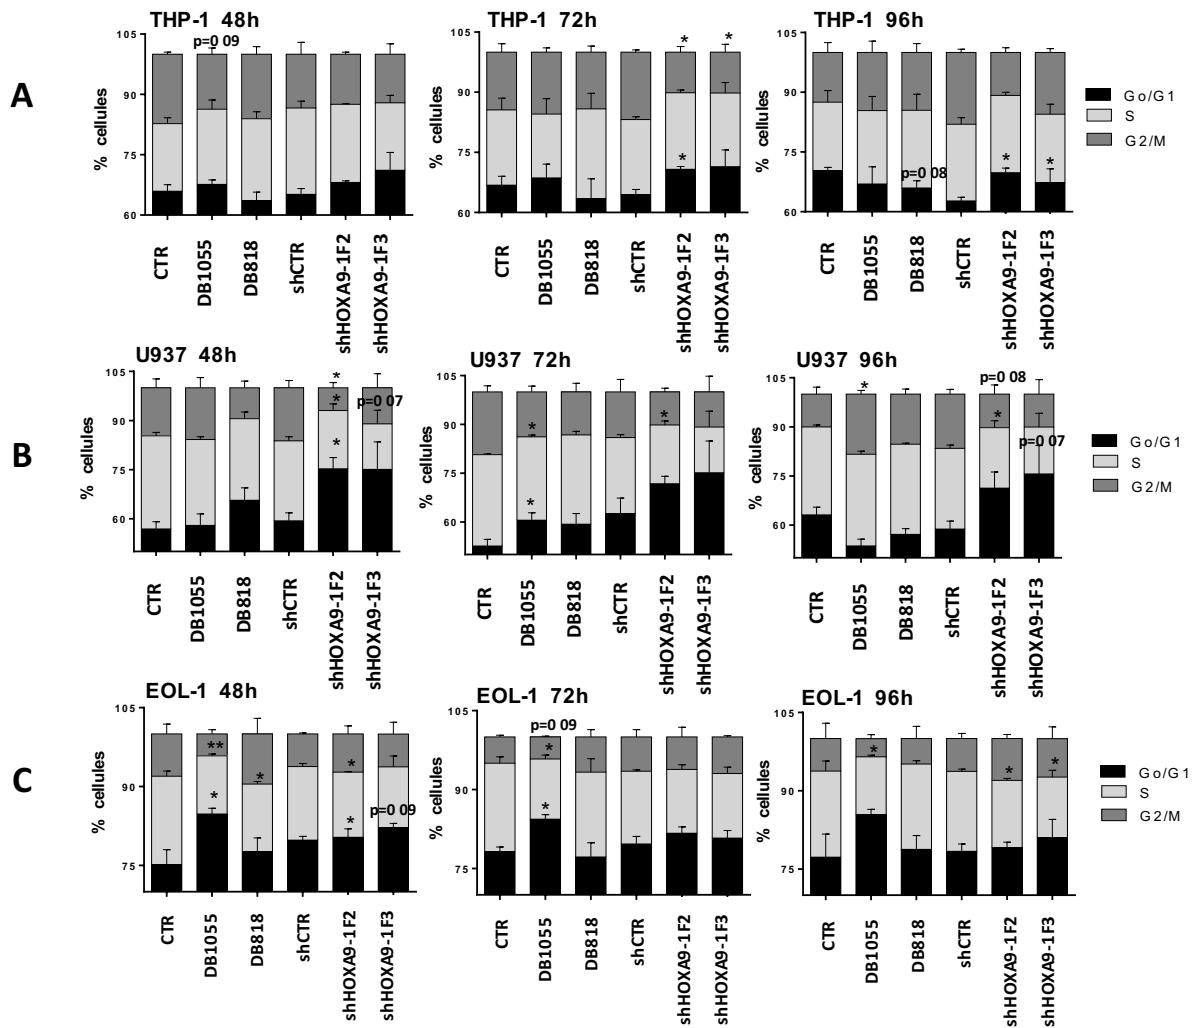 THP-1 48h
THP-1 72h
THP-1 96h
A
% cellules
105
90
75
60
p=0 09
CTR
DB1055
DB818
shCTR
shHOXA9-1F2
shHOXA9-1F3
% cellules
105
90
75
60
*
*
*
CTR
DB1055
DB818
shCTR
shHOXA9-1F2
shHOXA9-1F3
% cellules
105
90
75
60
p=0 08
*
*
CTR
DB1055
DB818
shCTR
shHOXA9-1F2
shHOXA9-1F3
Go/G1
S
G2/M
U937 48h
U937 72h
U937 96h
B
% cellules
105
90
75
60
*
*
*
p=0 07
CTR
DB1055
DB818
shCTR
shHOXA9-1F2
shHOXA9-1F3
% cellules
105
90
75
60
*
*
*
CTR
DB1055
DB818
shCTR
shHOXA9-1F2
shHOXA9-1F3
% cellules
105
90
75
60
*
p=0 08
*
p=0 07
CTR
DB1055
DB818
shCTR
shHOXA9-1F2
shHOXA9-1F3
Go/G1
S
G2/M
EOL-1 48h
EOL-1 72h
EOL-1 96h
C
% cellules
105
90
75
**
*
*
*
*
p=0 09
CTR
DB1055
DB818
shCTR
shHOXA9-1F2
shHOXA9-1F3
% cellules
105
90
75
p=0 09
*
*
CTR
DB1055
DB818
shCTR
shHOXA9-1F2
shHOXA9-1F3
% cellules
105
90
75
*
*
*
CTR
DB1055
DB818
shCTR
shHOXA9-1F2
shHOXA9-1F3
Go/G1
S
G2/M